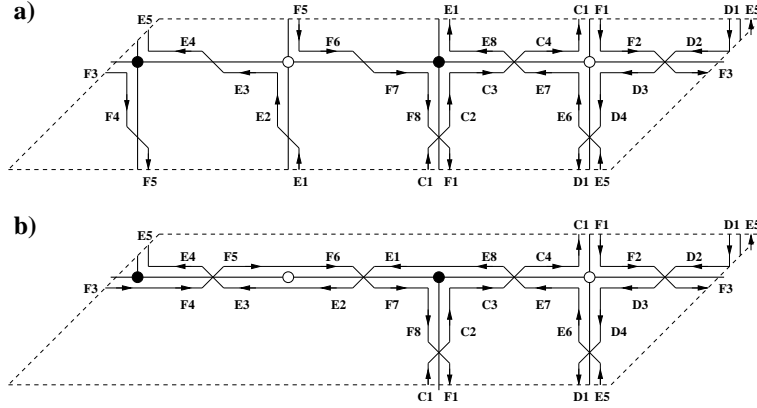 a)
E5 F5 E1 C1 F1 D1 E5
E4 F6 E8 C4 F2 D2
F3 E3 F7 C3 E7 D3 F3
F4 E2 F8 C2 E6 D4
F5 E1 C1 F1 D1 E5
b)
E5 C1 F1 D1 E5
E4 F5 F6 E1 E8 C4 F2 D2
F3 F4 E3 E2 F7 C3 E7 D3 F3
F8 C2 E6 D4
C1 F1 D1 E5